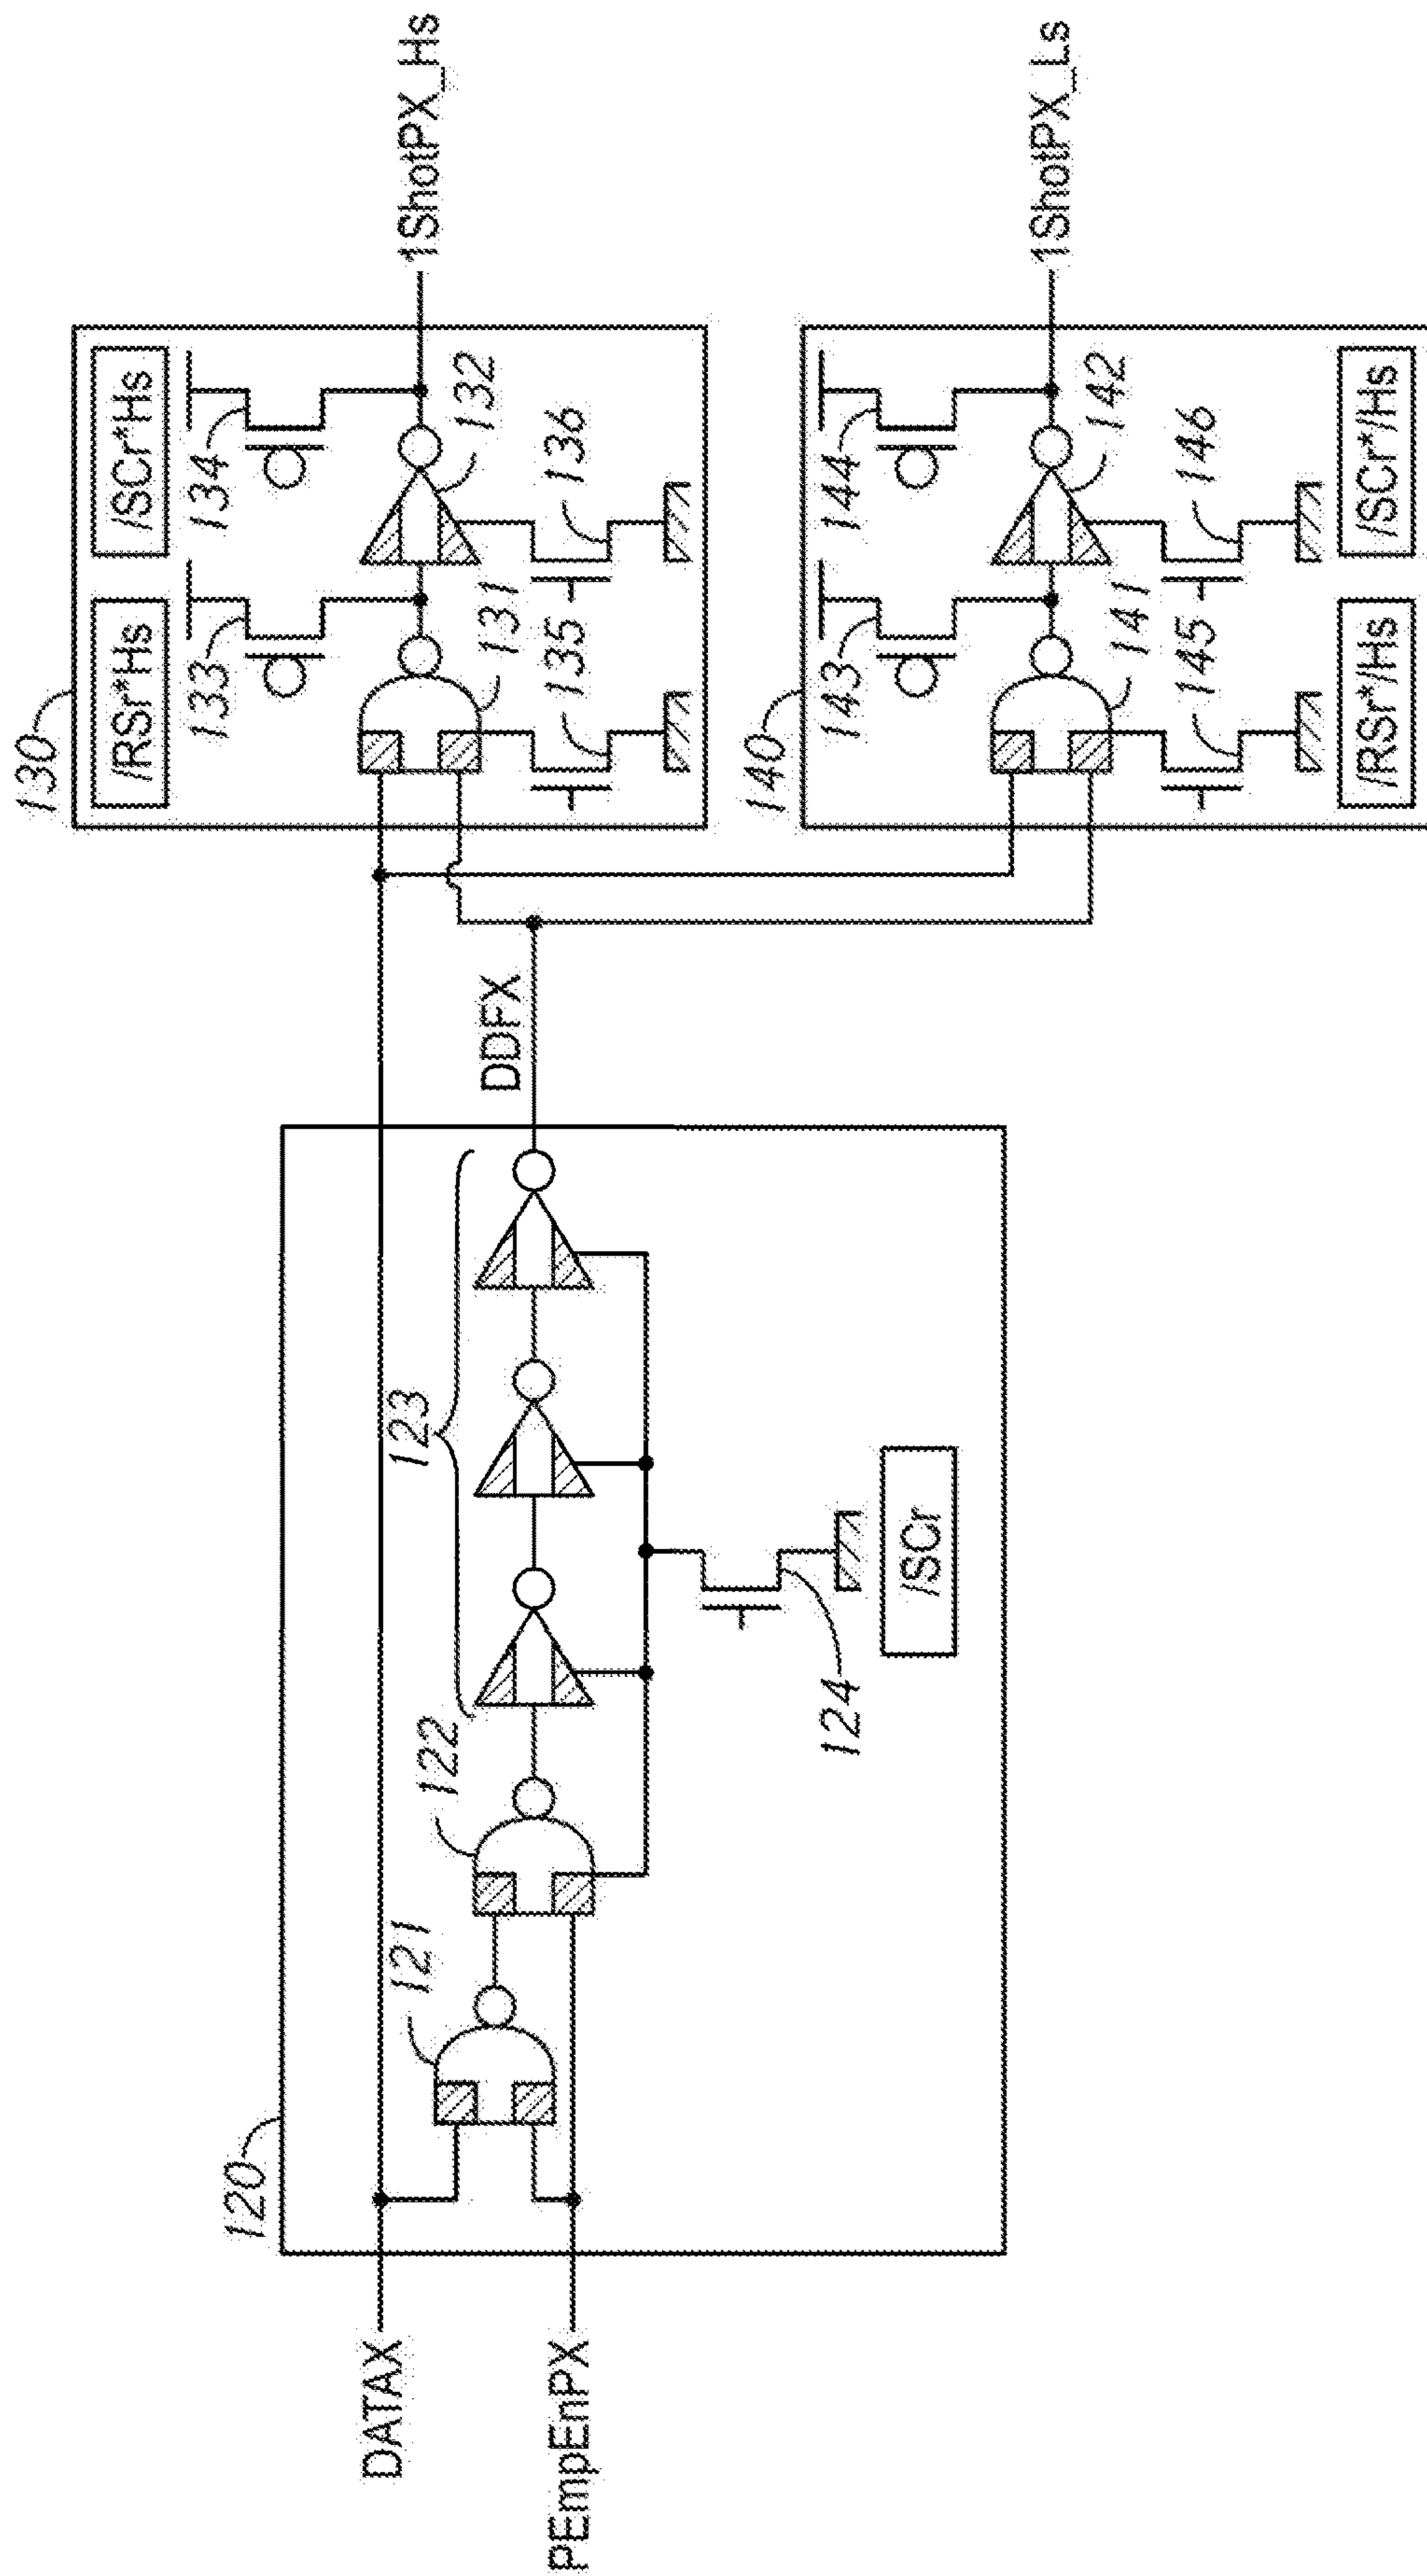 DATAX
PEmpEnPX
120
121
122
123
124
/SCr
DDFX
130
/RSr*Hs
/SCr*Hs
133
134
131
132
135
136
1ShotPX_Hs
140
143
144
141
142
145
146
/RSr*/Hs
/SCr*/Hs
1ShotPX_Ls